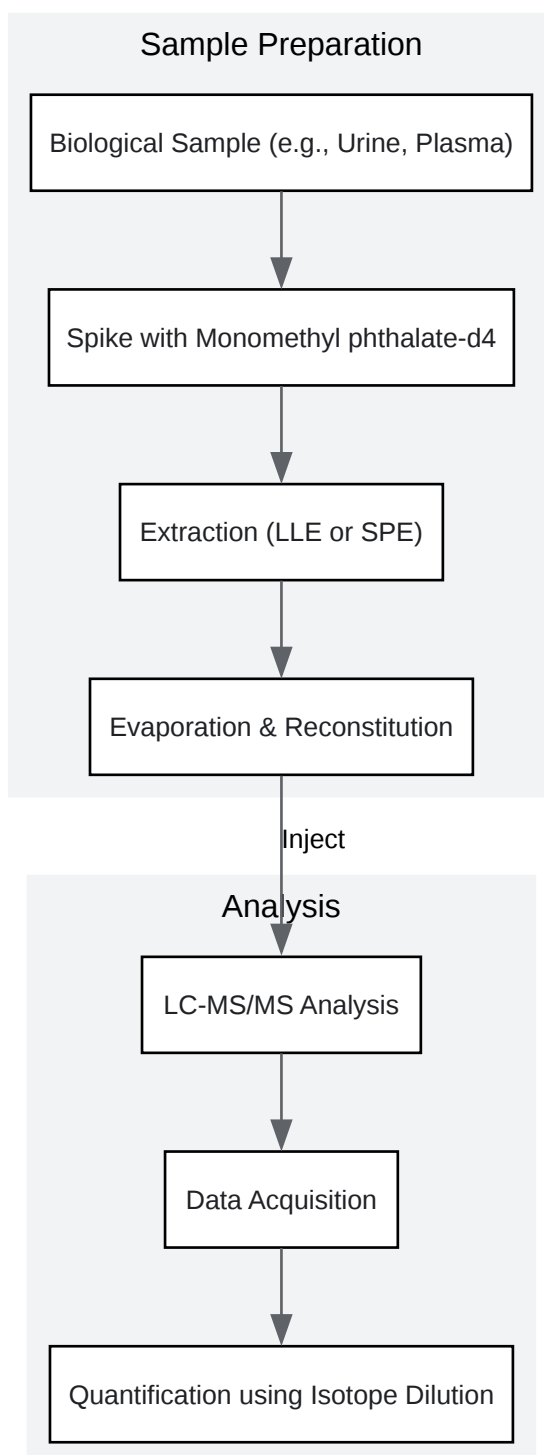 Sample Preparation
Biological Sample (e.g., Urine, Plasma)
Spike with Monomethyl phthalate-d4
Extraction (LLE or SPE)
Evaporation & Reconstitution
Inject
Analysis
LC-MS/MS Analysis
Data Acquisition
Quantification using Isotope Dilution